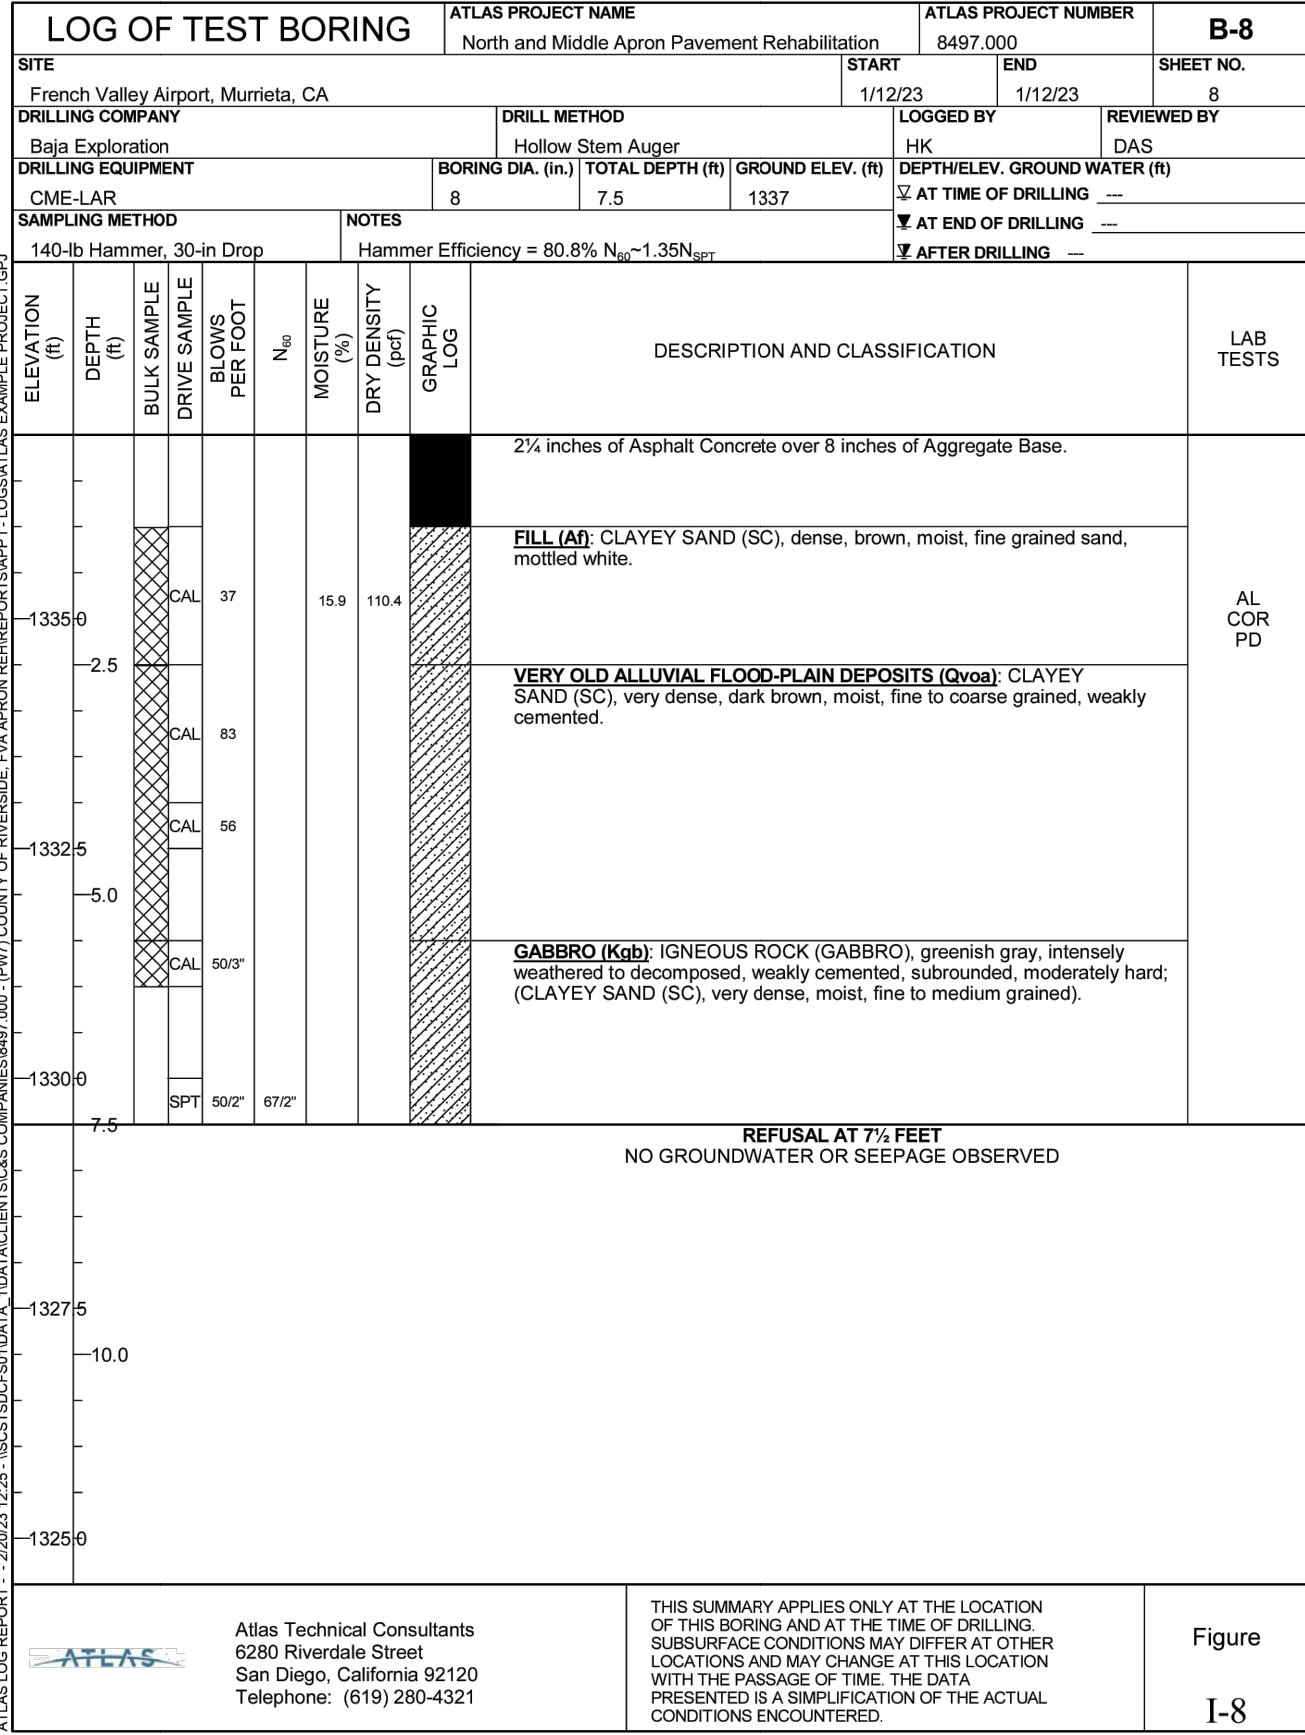 LOG OF TEST BORING
ATLAS PROJECT NAME
North and Middle Apron Pavement Rehabilitation
ATLAS PROJECT NUMBER
8497.000
B-8
SITE
French Valley Airport, Murrieta, CA
START
1/12/23
END
1/12/23
SHEET NO.
8
DRILLING COMPANY
Baja Exploration
DRILL METHOD
Hollow Stem Auger
LOGGED BY
HK
REVIEWED BY
DAS
DRILLING EQUIPMENT
CME-LAR
BORING DIA. (in.)
8
TOTAL DEPTH (ft)
7.5
GROUND ELEV. (ft)
1337
DEPTH/ELEV. GROUND WATER (ft)
AT TIME OF DRILLING ---
AT END OF DRILLING ---
AFTER DRILLING ---
SAMPLING METHOD
140-lb Hammer, 30-in Drop
NOTES
Hammer Efficiency = 80.8% N60~1.35NSPT
ELEVATION
(ft)
DEPTH
(ft)
BULK SAMPLE
DRIVE SAMPLE
BLOWS
PER FOOT
N60
MOISTURE
(%)
DRY DENSITY
(pcf)
GRAPHIC
LOG
DESCRIPTION AND CLASSIFICATION
LAB
TESTS
2¼ inches of Asphalt Concrete over 8 inches of Aggregate Base.
FILL (Af): CLAYEY SAND (SC), dense, brown, moist, fine grained sand,
mottled white.
CAL 37 15.9 110.4
AL
COR
PD
1335.0
2.5
VERY OLD ALLUVIAL FLOOD-PLAIN DEPOSITS (Qvoa): CLAYEY
SAND (SC), very dense, dark brown, moist, fine to coarse grained, weakly
cemented.
CAL 83
CAL 56
1332.5
5.0
GABBRO (Kgb): IGNEOUS ROCK (GABBRO), greenish gray, intensely
weathered to decomposed, weakly cemented, subrounded, moderately hard;
(CLAYEY SAND (SC), very dense, moist, fine to medium grained).
CAL 50/3"
1330.0
SPT 50/2" 67/2"
7.5
REFUSAL AT 7½ FEET
NO GROUNDWATER OR SEEPAGE OBSERVED
1327.5
10.0
1325.0
ATLAS
Atlas Technical Consultants
6280 Riverdale Street
San Diego, California 92120
Telephone: (619) 280-4321
THIS SUMMARY APPLIES ONLY AT THE LOCATION
OF THIS BORING AND AT THE TIME OF DRILLING.
SUBSURFACE CONDITIONS MAY DIFFER AT OTHER
LOCATIONS AND MAY CHANGE AT THIS LOCATION
WITH THE PASSAGE OF TIME. THE DATA
PRESENTED IS A SIMPLIFICATION OF THE ACTUAL
CONDITIONS ENCOUNTERED.
Figure
I-8